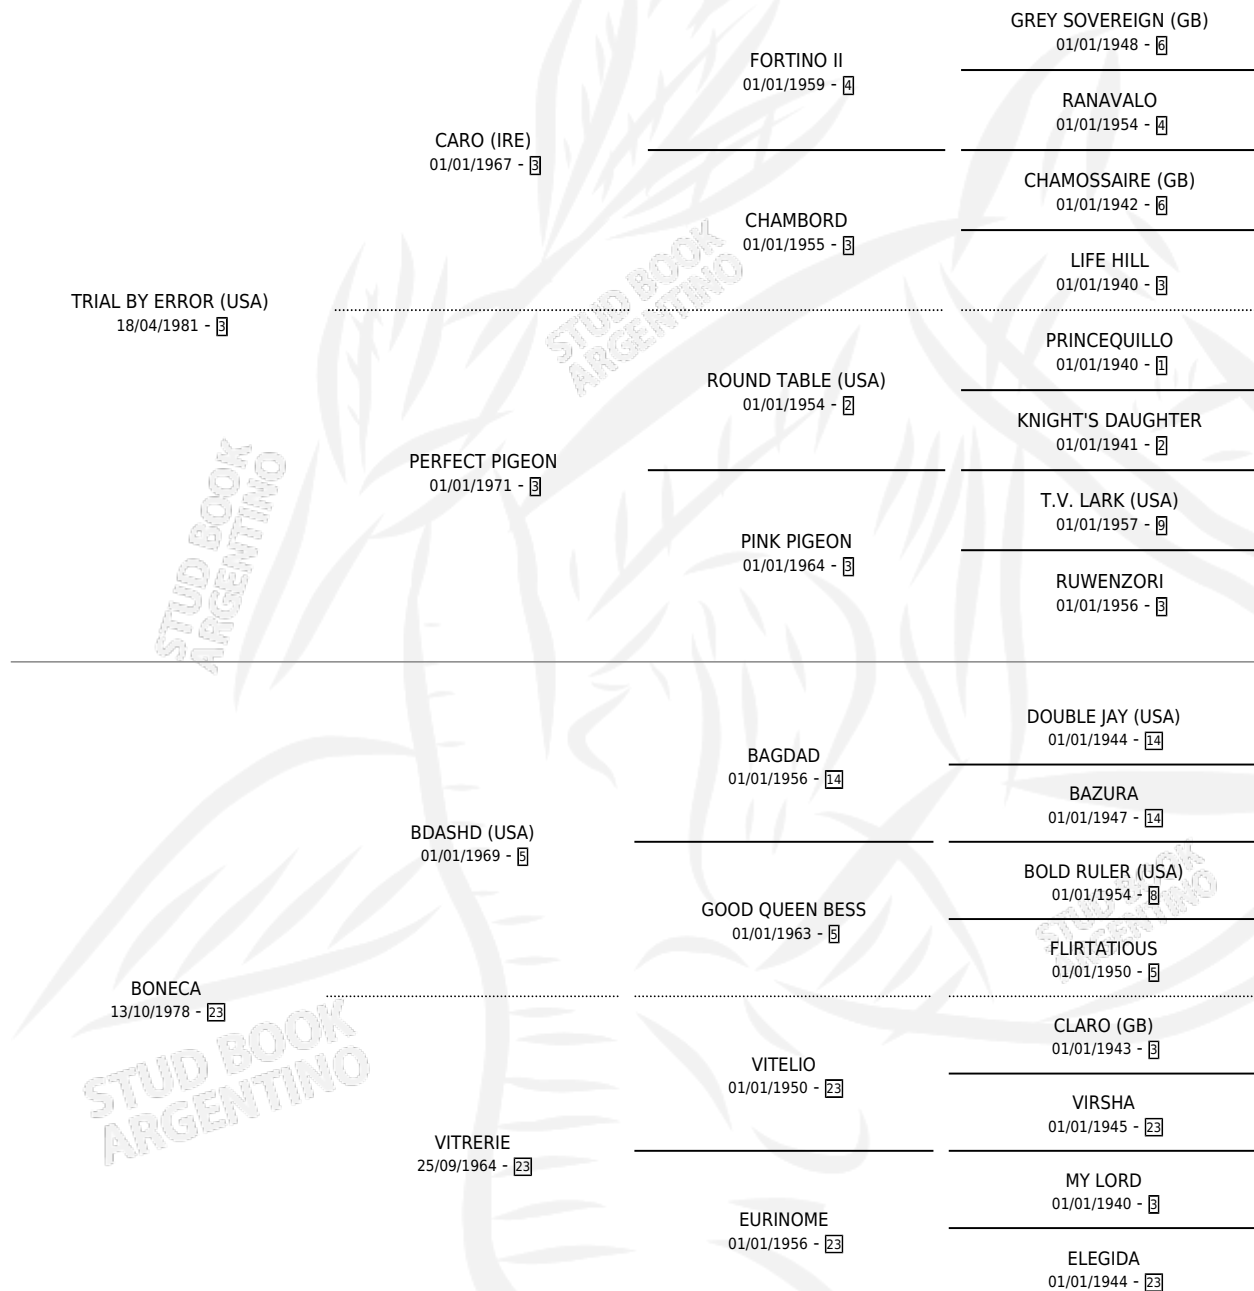 GREY SOVEREIGN (GB)
01/01/1948 - 6
FORTINO II
01/01/1959 - 4
RANAVALO
01/01/1954 - 4
CARO (IRE)
01/01/1967 - 3
CHAMOSSAIRE (GB)
01/01/1942 - 6
CHAMBORD
01/01/1955 - 3
LIFE HILL
01/01/1940 - 3
TRIAL BY ERROR (USA)
18/04/1981 - 3
PRINCEQUILLO
01/01/1940 - 1
ROUND TABLE (USA)
01/01/1954 - 2
KNIGHT'S DAUGHTER
01/01/1941 - 2
PERFECT PIGEON
01/01/1971 - 3
T.V. LARK (USA)
01/01/1957 - 9
PINK PIGEON
01/01/1964 - 3
RUWENZORI
01/01/1956 - 3
DOUBLE JAY (USA)
01/01/1944 - 14
BAGDAD
01/01/1956 - 14
BAZURA
01/01/1947 - 14
BDASHD (USA)
01/01/1969 - 5
BOLD RULER (USA)
01/01/1954 - 8
GOOD QUEEN BESS
01/01/1963 - 5
FLIRTATIOUS
01/01/1950 - 5
BONECA
13/10/1978 - 23
CLARO (GB)
01/01/1943 - 3
VITELIO
01/01/1950 - 23
VIRSHA
01/01/1945 - 23
VITRERIE
25/09/1964 - 23
MY LORD
01/01/1940 - 3
EURINOME
01/01/1956 - 23
ELEGIDA
01/01/1944 - 23
STUD BOOK
ARGENTINO
STUD BOOK
ARGENTINO
STUD BOOK
ARGENTINO
STUD BOOK
ARGENTINO